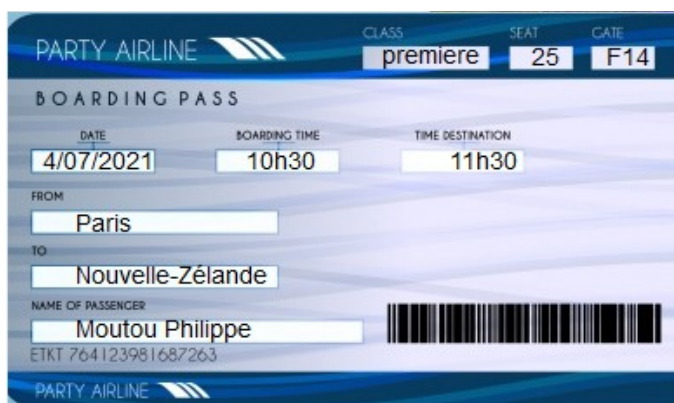 PARTY AIRLINE
CLASS SEAT GATE
premiere 25 F14
BOARDING PASS
DATE BOARDING TIME TIME DESTINATION
4/07/2021 10h30 11h30
FROM
Paris
TO
Nouvelle-Zélande
NAME OF PASSENGER
Moutou Philippe
ETKT 764123981687263
PARTY AIRLINE